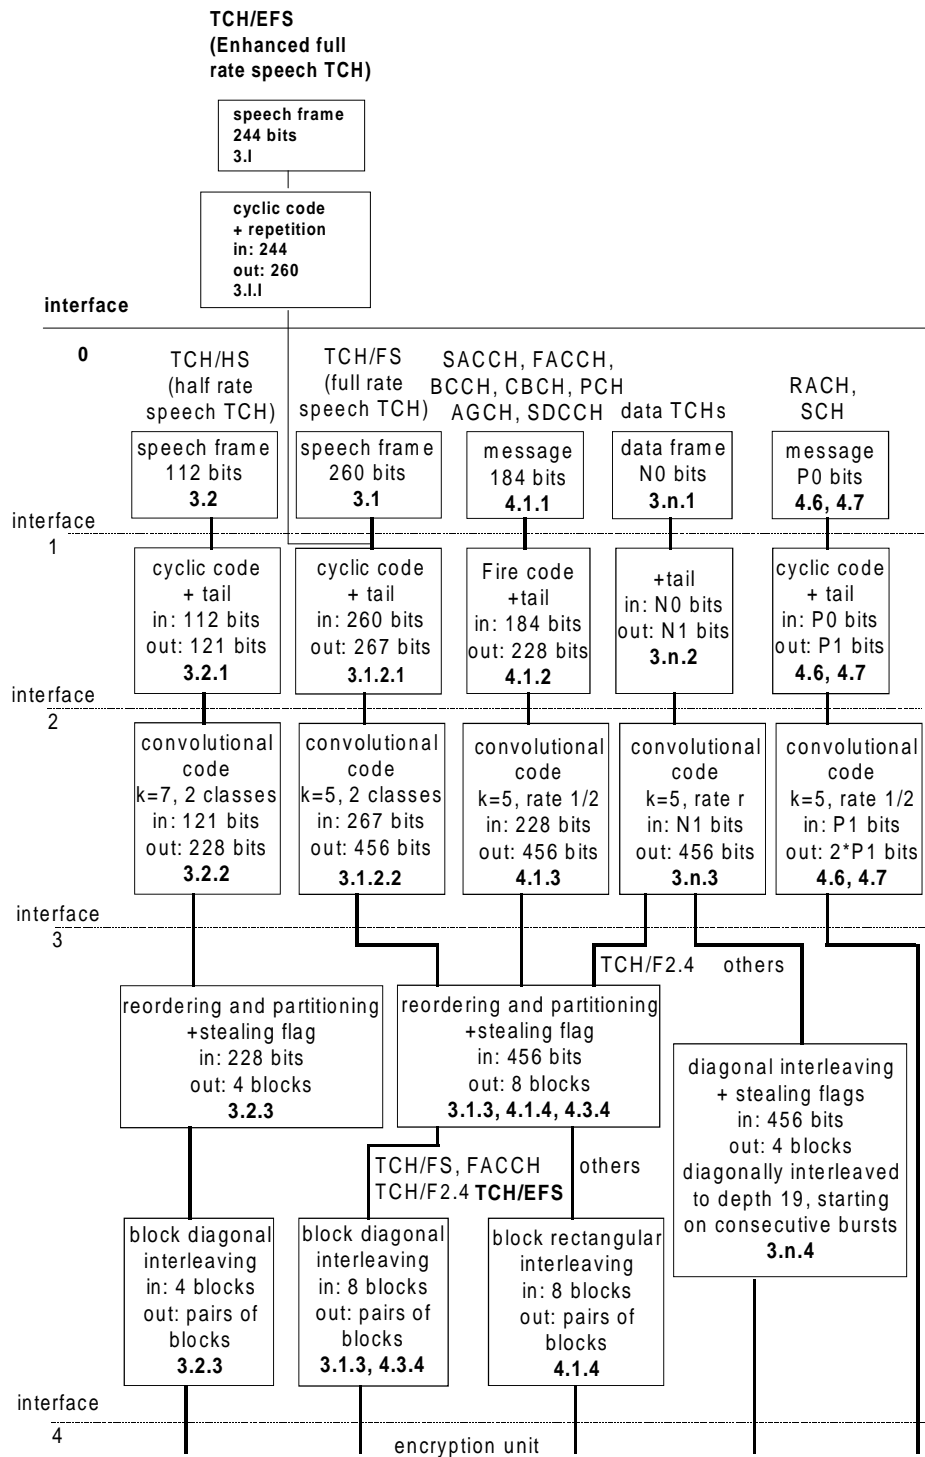 TCH/EFS
(Enhanced full
rate speech TCH)
speech frame
244 bits
3.I
cyclic code
+ repetition
in: 244
out: 260
3.I.I
interface
0
TCH/HS
(half rate
speech TCH)
TCH/FS
(full rate
speech TCH)
SACCH, FACCH,
BCCH, CBCH, PCH
AGCH, SDCCH
data TCHs
RACH,
SCH
speech frame
112 bits
3.2
speech frame
260 bits
3.1
message
184 bits
4.1.1
data frame
N0 bits
3.n.1
message
P0 bits
4.6, 4.7
interface
1
cyclic code
+ tail
in: 112 bits
out: 121 bits
3.2.1
cyclic code
+ tail
in: 260 bits
out: 267 bits
3.1.2.1
Fire code
+tail
in: 184 bits
out: 228 bits
4.1.2
+tail
in: N0 bits
out: N1 bits
3.n.2
cyclic code
+ tail
in: P0 bits
out: P1 bits
4.6, 4.7
interface
2
convolutional
code
k=7, 2 classes
in: 121 bits
out: 228 bits
3.2.2
convolutional
code
k=5, 2 classes
in: 267 bits
out: 456 bits
3.1.2.2
convolutional
code
k=5, rate 1/2
in: 228 bits
out: 456 bits
4.1.3
convolutional
code
k=5, rate r
in: N1 bits
out: 456 bits
3.n.3
convolutional
code
k=5, rate 1/2
in: P1 bits
out: 2*P1 bits
4.6, 4.7
interface
3
TCH/F2.4
others
reordering and partitioning
+stealing flag
in: 228 bits
out: 4 blocks
3.2.3
reordering and partitioning
+stealing flag
in: 456 bits
out: 8 blocks
3.1.3, 4.1.4, 4.3.4
diagonal interleaving
+ stealing flags
in: 456 bits
out: 4 blocks
diagonally interleaved
to depth 19, starting
on consecutive bursts
3.n.4
TCH/FS, FACCH
TCH/F2.4 TCH/EFS
others
block diagonal
interleaving
in: 4 blocks
out: pairs of
blocks
3.2.3
block diagonal
interleaving
in: 8 blocks
out: pairs of
blocks
3.1.3, 4.3.4
block rectangular
interleaving
in: 8 blocks
out: pairs of
blocks
4.1.4
interface
4
encryption unit